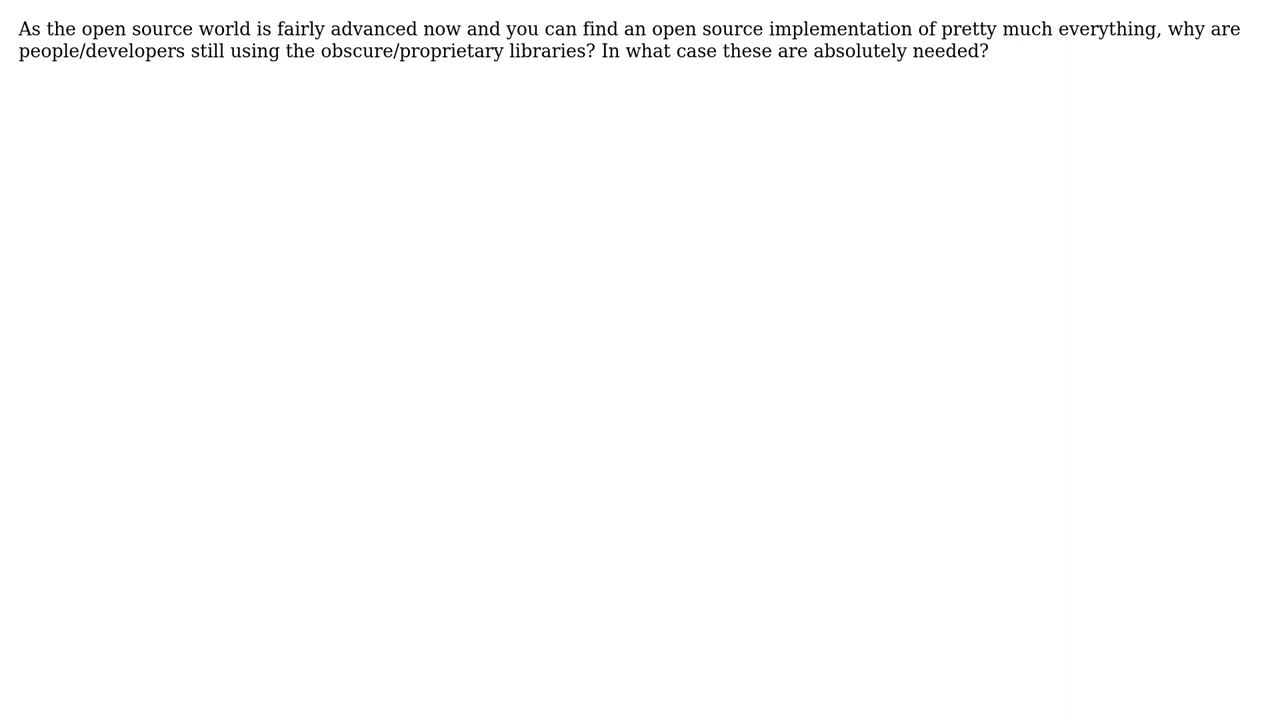 As the open source world is fairly advanced now and you can find an open source implementation of pretty much everything, why are
people/developers still using the obscure/proprietary libraries? In what case these are absolutely needed?